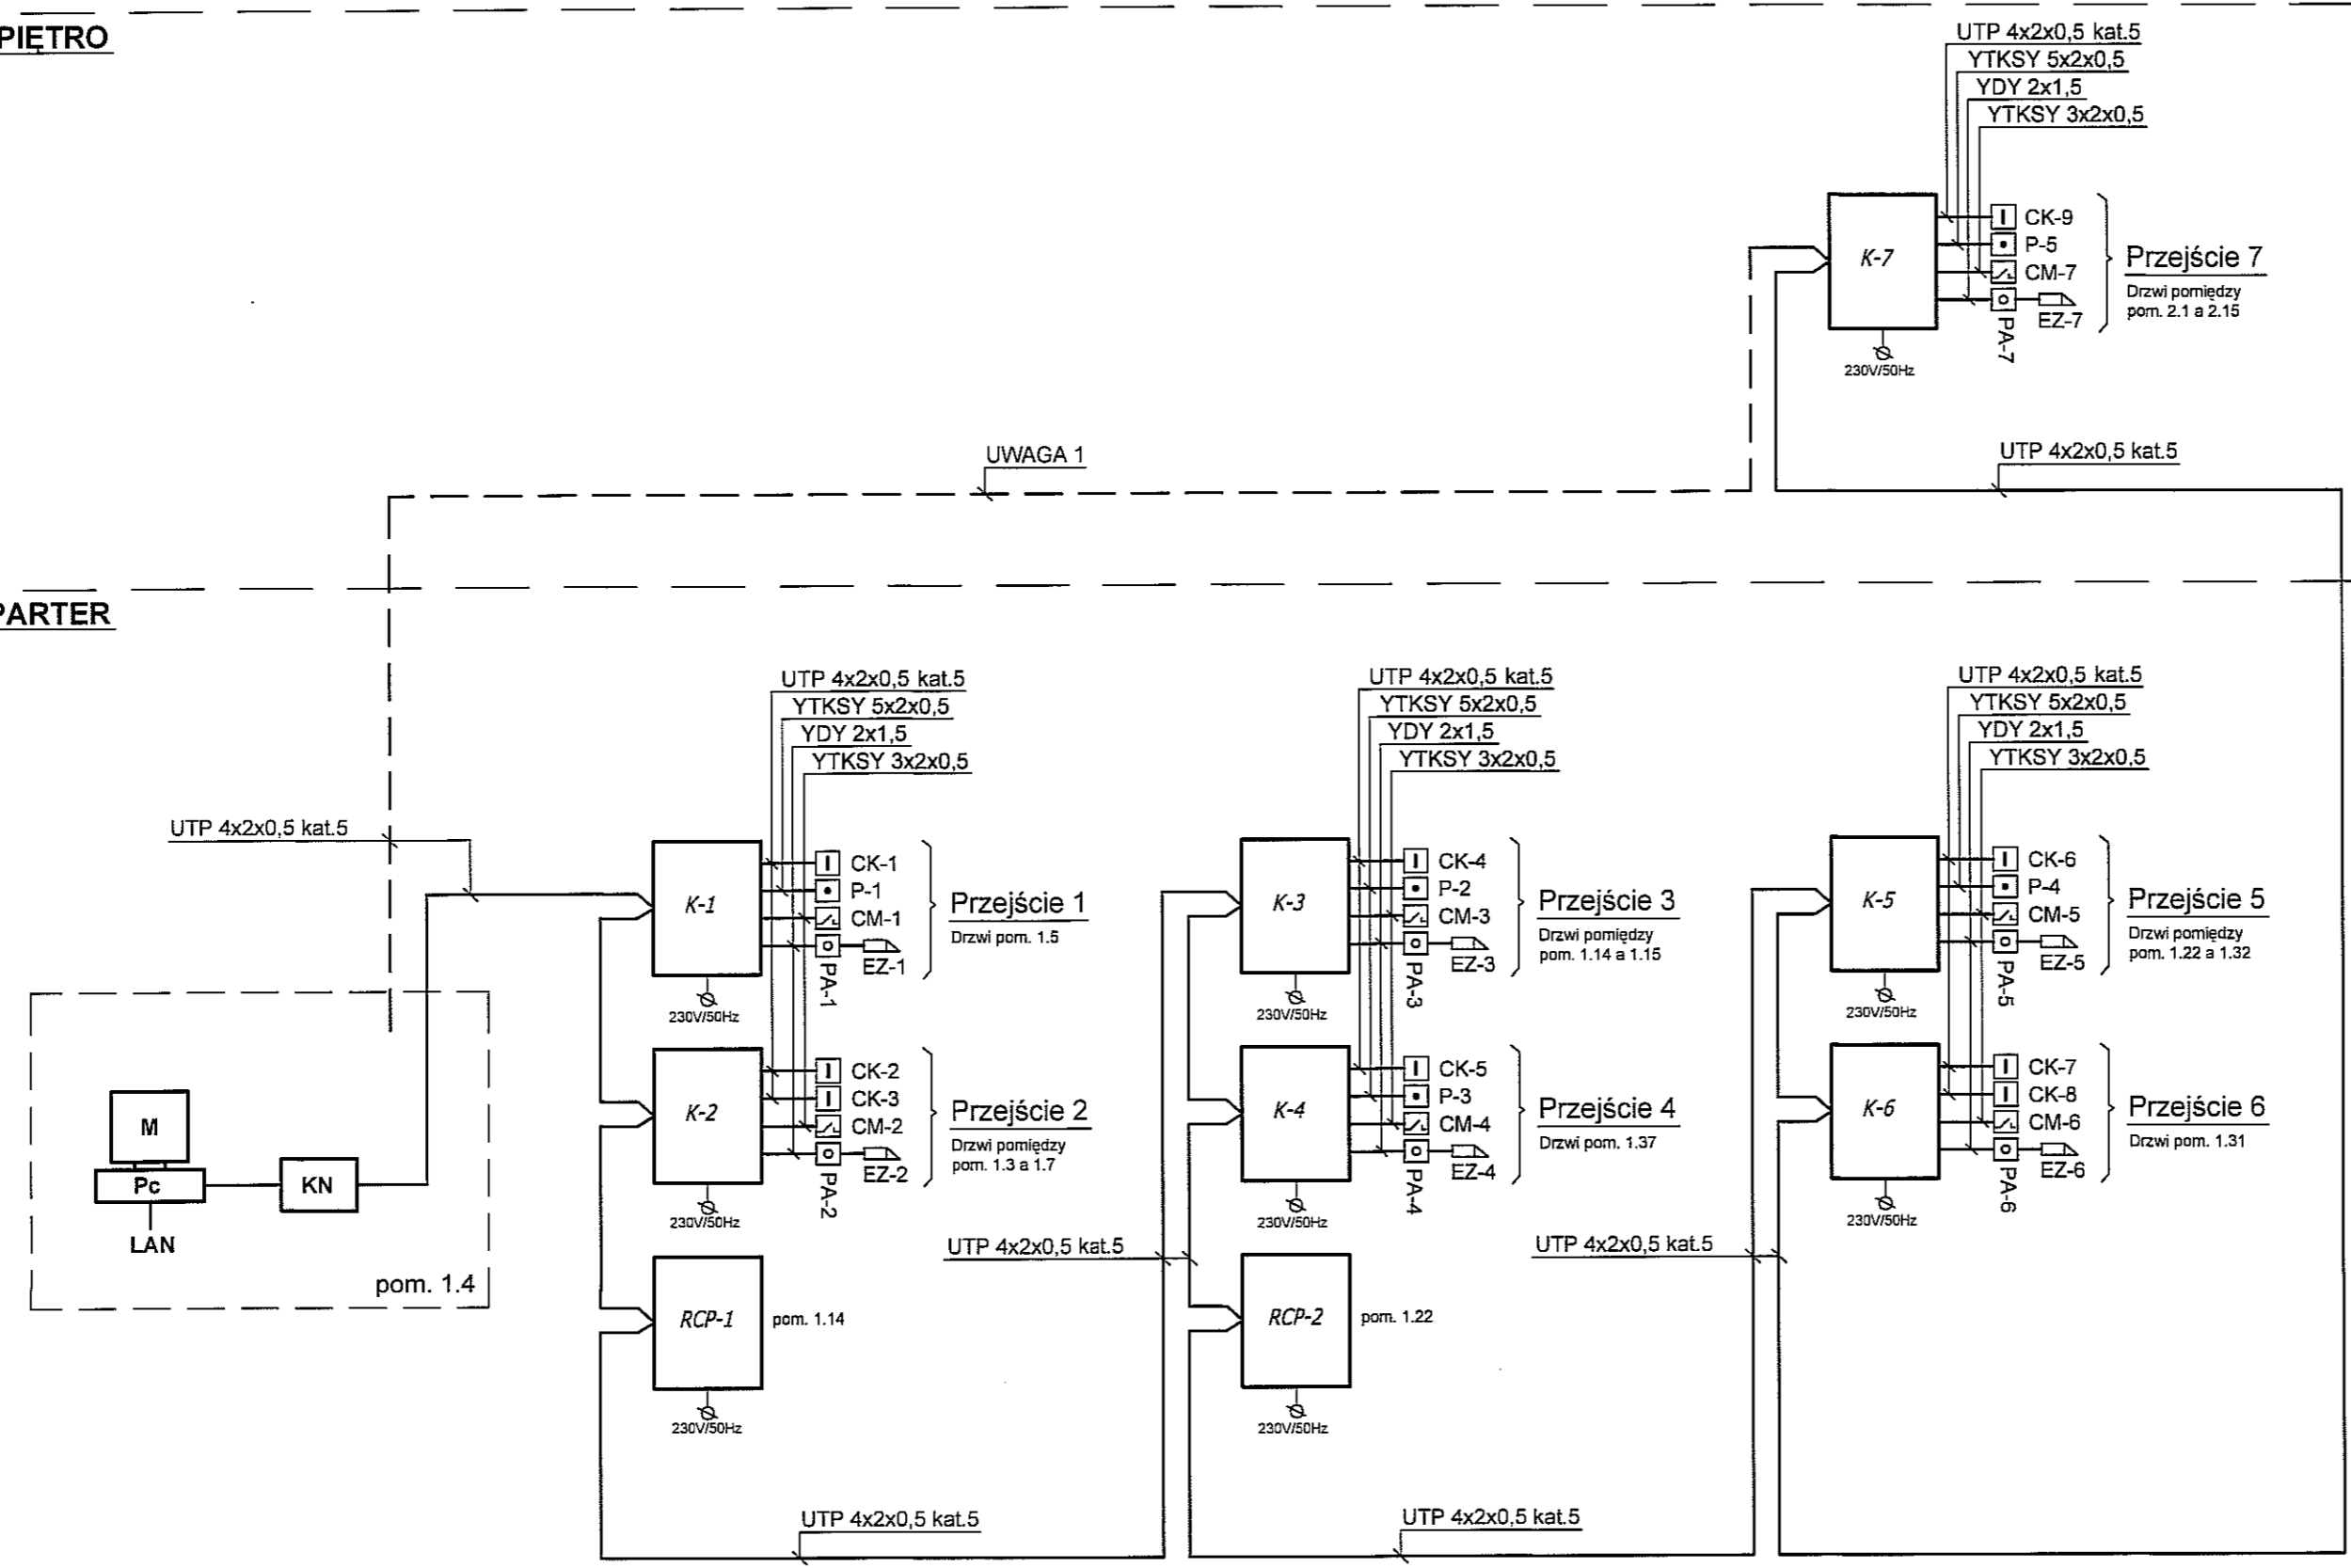 PIĘTRO
UTP 4x2x0,5 kat.5
YTKSY 5x2x0,5
YDY 2x1,5
YTKSY 3x2x0,5
K-7
CK-9
P-5
CM-7
EZ-7
PA-7
230V/50Hz
Przejście 7
Drzwi pomiędzy
pom. 2.1 a 2.15
UWAGA 1
UTP 4x2x0,5 kat.5
PARTER
UTP 4x2x0,5 kat.5
UTP 4x2x0,5 kat.5
YTKSY 5x2x0,5
YDY 2x1,5
YTKSY 3x2x0,5
K-1
CK-1
P-1
CM-1
EZ-1
PA-1
230V/50Hz
Przejście 1
Drzwi pom. 1.5
K-2
CK-2
CK-3
CM-2
EZ-2
PA-2
230V/50Hz
Przejście 2
Drzwi pomiędzy
pom. 1.3 a 1.7
RCP-1
pom. 1.14
230V/50Hz
UTP 4x2x0,5 kat.5
UTP 4x2x0,5 kat.5
YTKSY 5x2x0,5
YDY 2x1,5
YTKSY 3x2x0,5
K-3
CK-4
P-2
CM-3
EZ-3
PA-3
230V/50Hz
Przejście 3
Drzwi pomiędzy
pom. 1.14 a 1.15
K-4
CK-5
P-3
CM-4
EZ-4
PA-4
230V/50Hz
Przejście 4
Drzwi pom. 1.37
UTP 4x2x0,5 kat.5
RCP-2
pom. 1.22
230V/50Hz
UTP 4x2x0,5 kat.5
UTP 4x2x0,5 kat.5
YTKSY 5x2x0,5
YDY 2x1,5
YTKSY 3x2x0,5
K-5
CK-6
P-4
CM-5
EZ-5
PA-5
230V/50Hz
Przejście 5
Drzwi pomiędzy
pom. 1.22 a 1.32
K-6
CK-7
CK-8
CM-6
EZ-6
PA-6
230V/50Hz
Przejście 6
Drzwi pom. 1.31
UTP 4x2x0,5 kat.5
M
Pc
KN
LAN
pom. 1.4